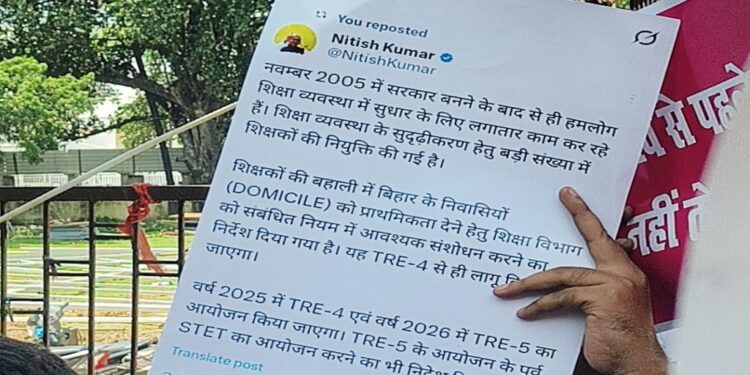 You reposted
Nitish Kumar
@NitishKumar
नवम्बर 2005 में सरकार बनने के बाद से ही हमलोग
शिक्षा व्यवस्था में सुधार के लिए लगातार काम कर रहे
हैं। शिक्षा व्यवस्था के सुदृढ़ीकरण हेतु बड़ी संख्या में
शिक्षकों की नियुक्ति की गई है।
शिक्षकों की बहाली में बिहार के निवासियों
(DOMICILE) को प्राथमिकता देने हेतु शिक्षा विभाग
को संबंधित नियम में आवश्यक संशोधन करने का
निर्देश दिया गया है। यह TRE-4 से ही लागू
जाएगा।
वर्ष 2025 में TRE-4 एवं वर्ष 2026 में TRE-5 का
आयोजन किया जाएगा। TRE-5 के आयोजन के पूर्व
STET का आयोजन करने का भी
Translate post
से पहले
नहीं